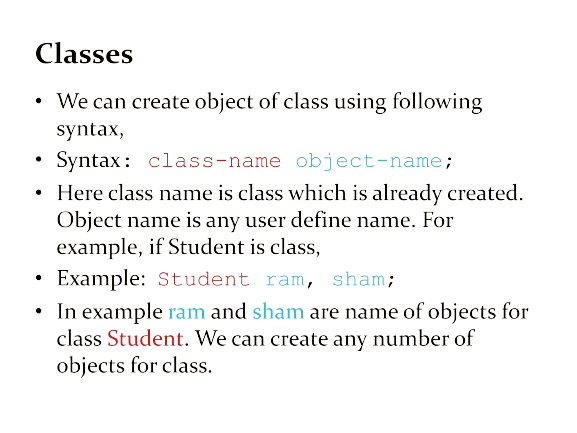 Classes
• We can create object of class using following
syntax,
• Syntax: class-name object-name;
• Here class name is class which is already created.
Object name is any user define name. For
example, if Student is class,
• Example: Student ram, sham;
• In example ram and sham are name of objects for
class Student. We can create any number of
objects for class.